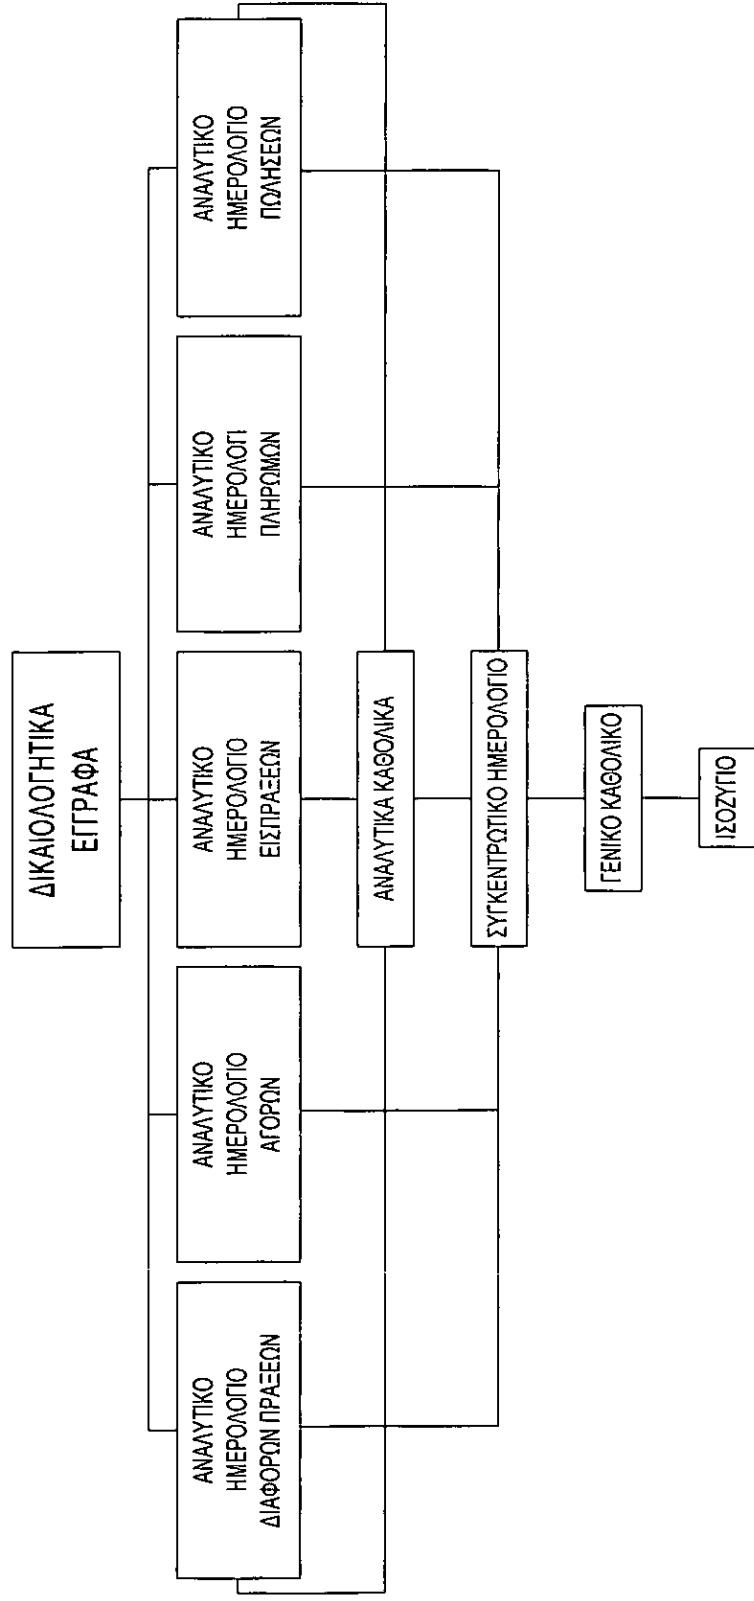 ΔΙΚΑΙΟΛΟΓΗΤΙΚΑ
ΕΓΓΡΑΦΑ
ΑΝΑΛΥΤΙΚΟ
ΗΜΕΡΟΛΟΓΙΟ
ΔΙΑΦΟΡΩΝ ΠΡΑΞΕΩΝ
ΑΝΑΛΥΤΙΚΟ
ΗΜΕΡΟΛΟΓΙΟ
ΑΓΟΡΩΝ
ΑΝΑΛΥΤΙΚΟ
ΗΜΕΡΟΛΟΓΙΟ
ΕΙΣΠΡΑΞΕΩΝ
ΑΝΑΛΥΤΙΚΟ
ΗΜΕΡΟΛΟΓΙ
ΠΛΗΡΩΜΩΝ
ΑΝΑΛΥΤΙΚΟ
ΗΜΕΡΟΛΟΓΙΟ
ΠΩΛΗΣΕΩΝ
ΑΝΑΛΥΤΙΚΑ ΚΑΘΟΛΙΚΑ
ΣΥΓΚΕΝΤΡΩΤΙΚΟ ΗΜΕΡΟΛΟΓΙΟ
ΓΕΝΙΚΟ ΚΑΘΟΛΙΚΟ
ΙΣΟΖΥΓΙΟ